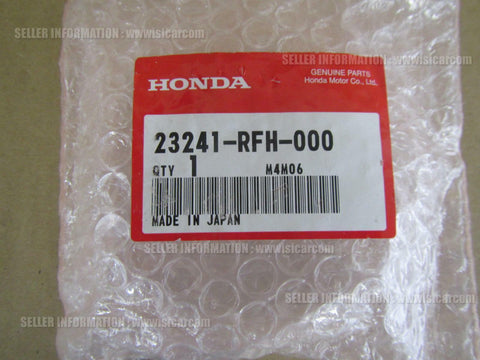 SELLER INFORMATION : www.isicar.com
SELLER INFORMATION : www.isicar.com
HONDA
GENUINE PARTS
Honda Motor Co., Ltd.
23241-RFH-000
QTY 1 M4M06
MADE IN JAPAN
SELLER INFORMATION : www.isicar.com
SELLER INFORMATION : www.isicar.com
SELLER INFORMATION : www.isicar.com